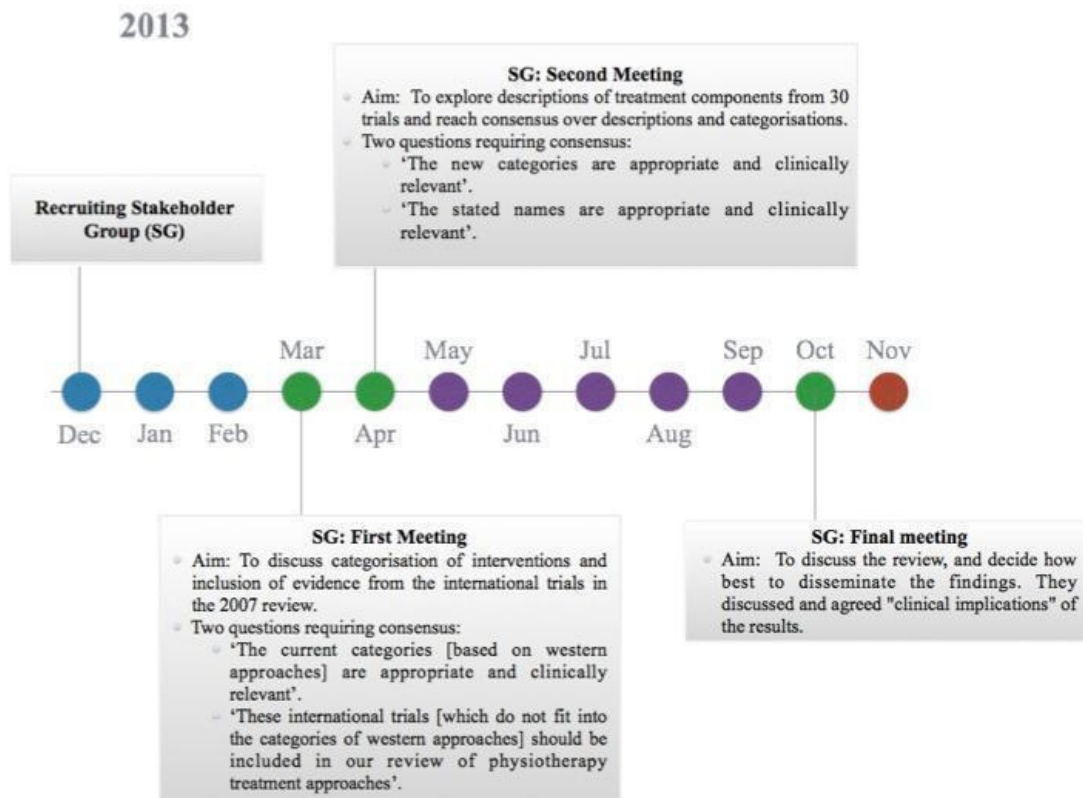 2013
SG: Second Meeting
Aim: To explore descriptions of treatment components from 30
trials and reach consensus over descriptions and categorisations.
Two questions requiring consensus:
‘The new categories are appropriate and clinically
relevant’.
‘The stated names are appropriate and clinically
relevant’.
Recruiting Stakeholder
Group (SG)
Mar
May
Jul
Sep
Oct
Nov
Dec
Jan
Feb
Apr
Jun
Aug
SG: First Meeting
Aim: To discuss categorisation of interventions and
inclusion of evidence from the international trials in
the 2007 review.
Two questions requiring consensus:
‘The current categories [based on western
approaches] are appropriate and clinically
relevant’.
‘These international trials [which do not fit into
the categories of western approaches] should be
included in our review of physiotherapy
treatment approaches’.
SG: Final meeting
Aim: To discuss the review, and decide how
best to disseminate the findings. They
discussed and agreed "clinical implications" of
the results.